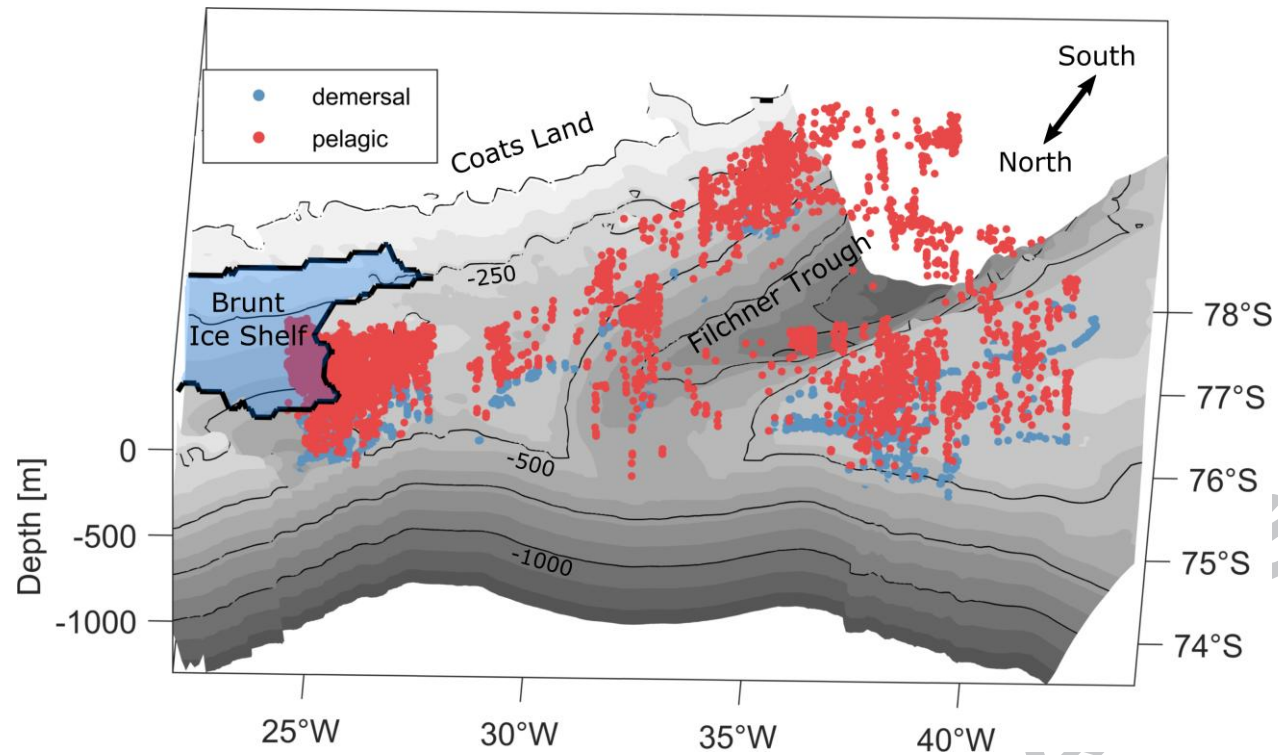 South
North
demersal
pelagic
Coats Land
-250
Brunt
Ice Shelf
Filchner Trough
-500
-1000
Depth [m]
0
-500
-1000
78°S
77°S
76°S
75°S
74°S
25°W
30°W
35°W
40°W